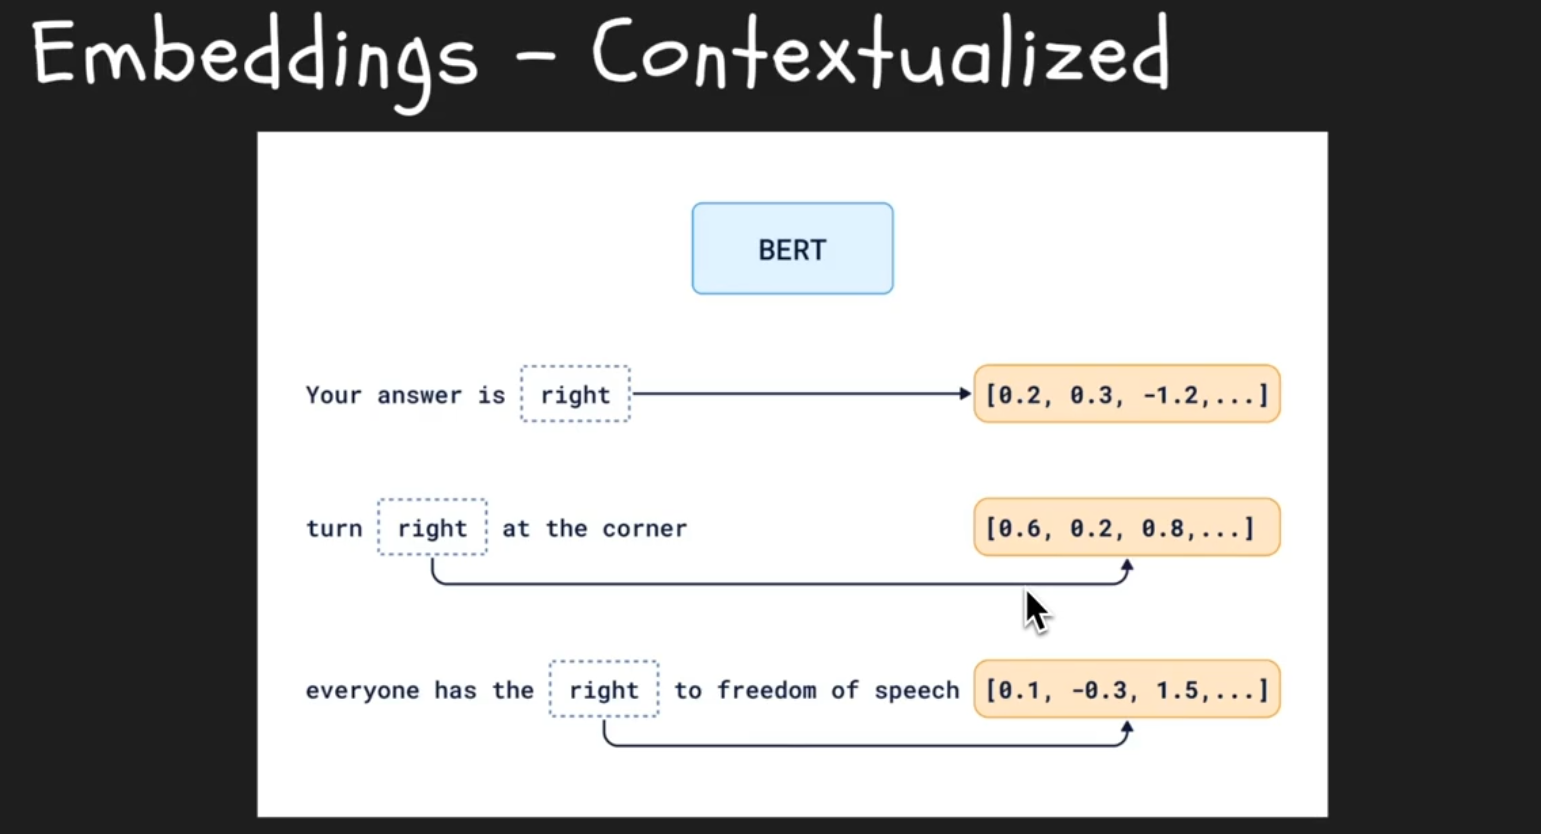 Embeddings - Contextualized
BERT
Your answer is right [0.2, 0.3, -1.2,...]
turn right at the corner [0.6, 0.2, 0.8,...]
everyone has the right to freedom of speech [0.1, -0.3, 1.5,...]